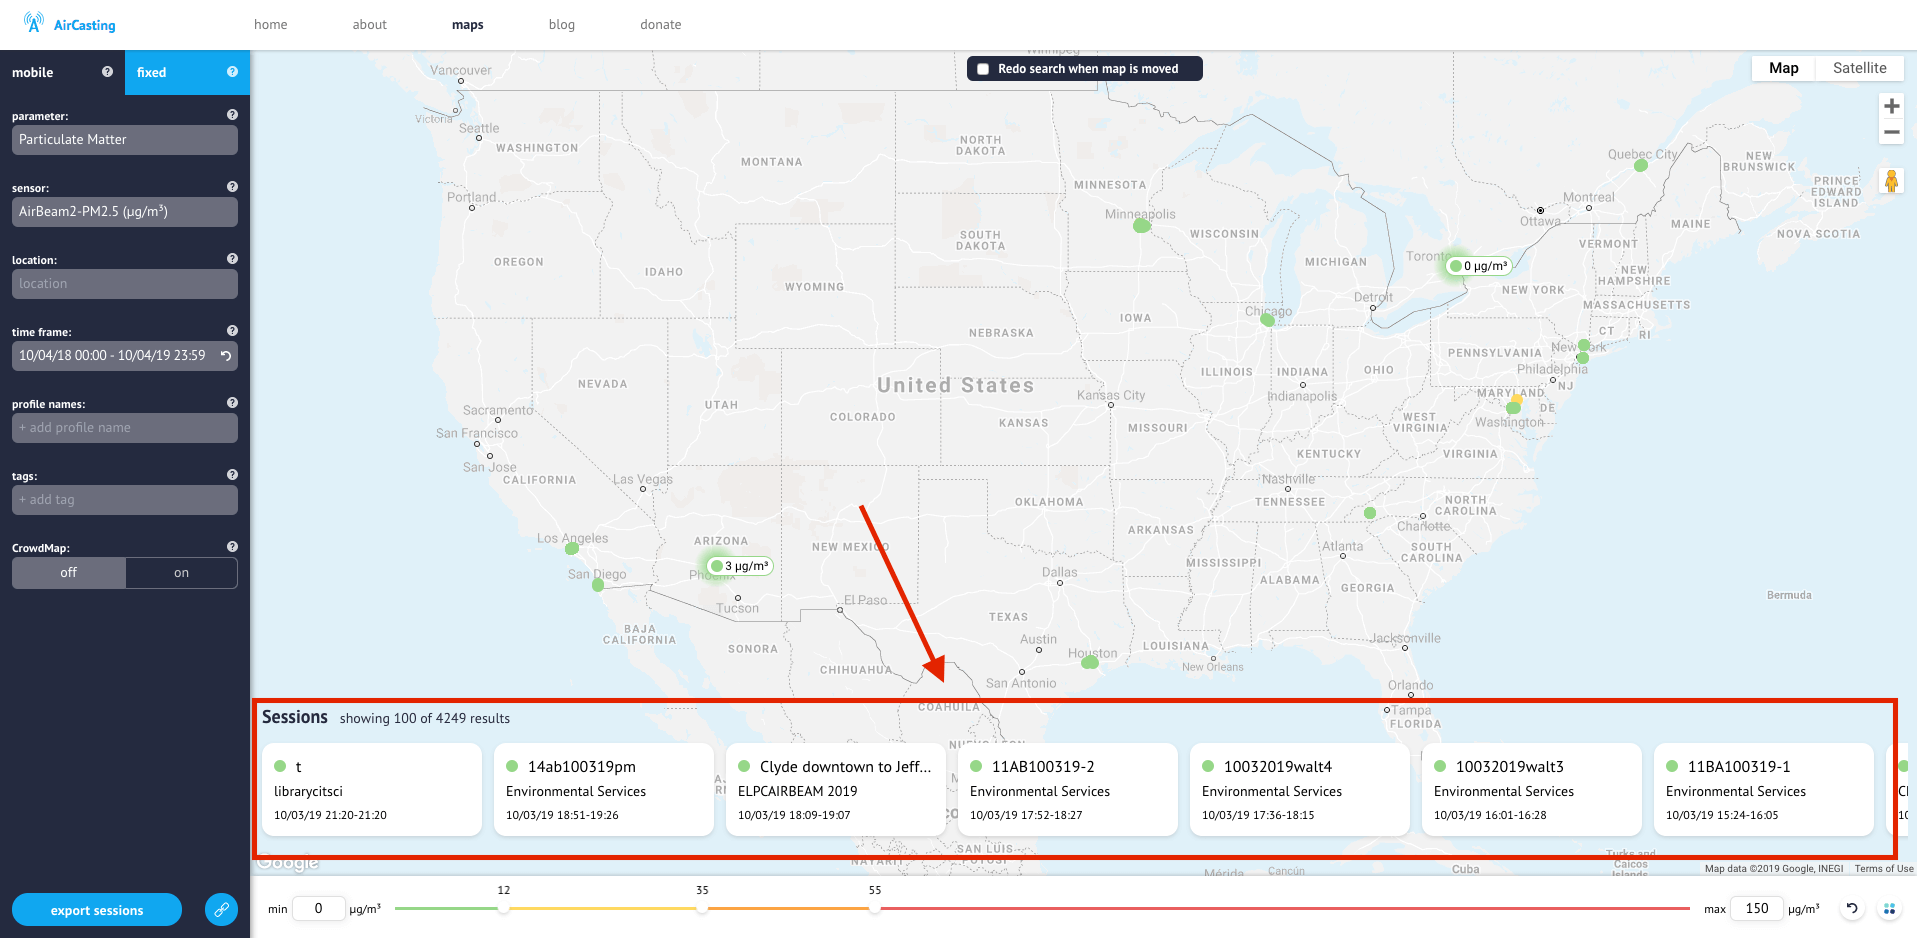 AirCasting
home
about
maps
blog
donate
mobile
fixed
parameter:
Particulate Matter
sensor:
AirBeam2-PM2.5 (µg/m³)
location:
location
time frame:
10/04/18 00:00 - 10/04/19 23:59
profile names:
+ add profile name
tags:
+ add tag
CrowdMap:
off
on
export sessions
Redo search when map is moved
Map
Satellite
Winnipeg
Vancouver
Victoria
Seattle
WASHINGTON
MONTANA
NORTH
DAKOTA
MINNESOTA
Quebec City
NEW
BRUNSWICK
PRINCE
EDWARD
ISLAND
Portland
Minneapolis
Montreal
Ottawa
MAINE
NOVA SCOTIA
SOUTH
DAKOTA
WISCONSIN
VERMONT
OREGON
IDAHO
MICHIGAN
Toronto
0 µg/m³
NEW
HAMPSHIRE
WYOMING
NEW YORK
MASSACHUSETTS
Detroit
Chicago
IOWA
CT
RI
NEBRASKA
New York
PENNSYLVANIA
Philadelphia
NJ
NEVADA
UTAH
United States
ILLINOIS
INDIANA
OHIO
Indianapolis
Kansas City
MARYLAND
DE
Sacramento
COLORADO
KANSAS
MISSOURI
WEST
VIRGINIA
Washington
San Francisco
San Jose
KENTUCKY
VIRGINIA
CALIFORNIA
Las Vegas
Nashville
TENNESSEE
OKLAHOMA
NORTH
CAROLINA
Charlotte
ARKANSAS
Los Angeles
ARIZONA
NEW MEXICO
Atlanta
SOUTH
CAROLINA
MISSISSIPPI
3 µg/m³
Phoenix
San Diego
Dallas
ALABAMA
GEORGIA
Tucson
El Paso
Bermuda
TEXAS
BAJA
CALIFORNIA
SONORA
Austin
Houston
LOUISIANA
Jacksonville
New Orleans
CHIHUAHUA
San Antonio
Orlando
COAHUILA
Tampa
FLORIDA
NUEVO LEON
Sessions
showing 100 of 4249 results
t
librarycitsci
10/03/19 21:20-21:20
14ab100319pm
Environmental Services
10/03/19 18:51-19:26
Clyde downtown to Jeff...
ELPCAIRBEAM 2019
10/03/19 18:09-19:07
11AB100319-2
Environmental Services
10/03/19 17:52-18:27
10032019walt4
Environmental Services
10/03/19 17:36-18:15
10032019walt3
Environmental Services
10/03/19 16:01-16:28
11BA100319-1
Environmental Services
10/03/19 15:24-16:05
Google
NAYARIT
SAN LUIS
POTOSI
Mérida
Cancún
Cuba
Turks and
Caicos
Islands
Map data ©2019 Google, INEGI
Terms of Use
min
0
µg/m³
12
35
55
max
150
µg/m³